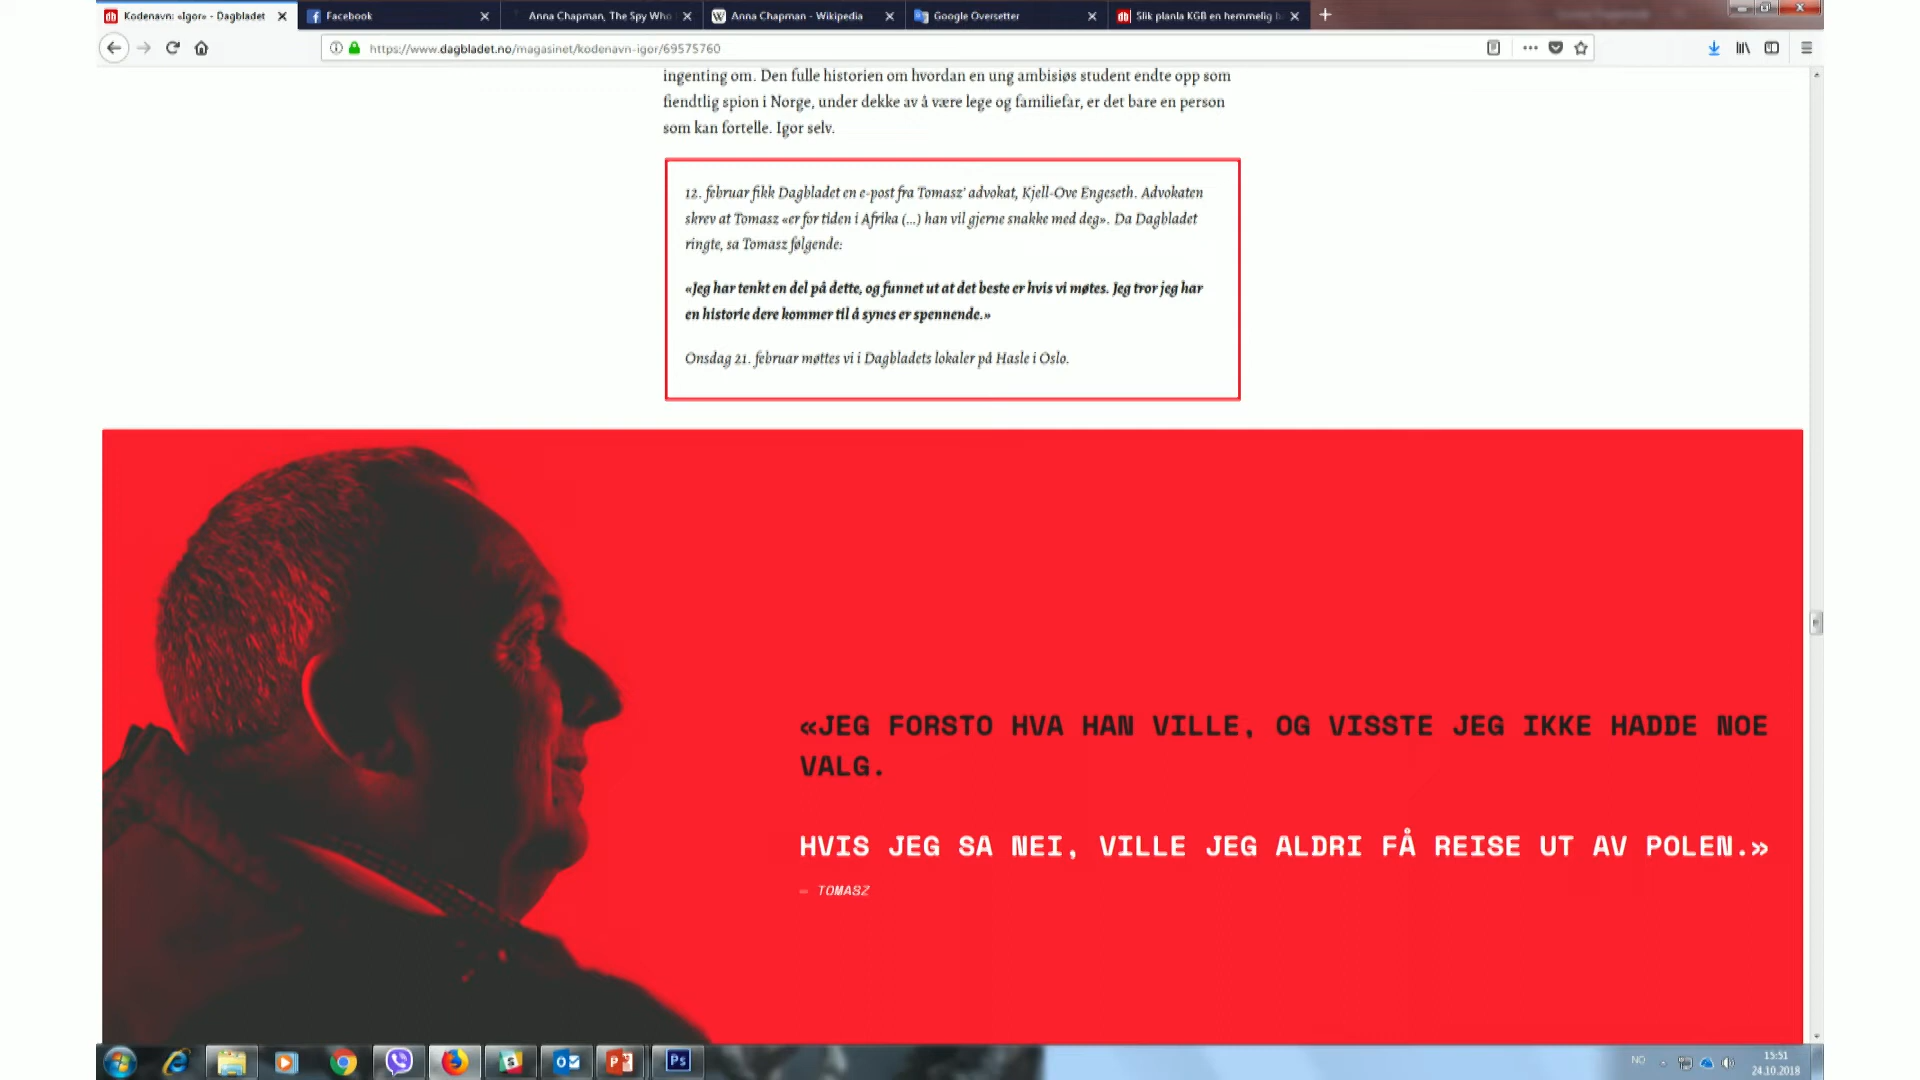 Kodenavn: «Igor» - Dagbladet
Facebook
Anna Chapman, The Spy Who
Anna Chapman - Wikipedia
Google Oversetter
Slik planla KGB en hemmelig
https://www.dagbladet.no/magasinet/kodenavn-igor/69575760
ingenting om. Den fulle historien om hvordan en ung ambisiøs student endte opp som
fiendtlig spion i Norge, under dekke av å være lege og familiefar, er det bare en person
som kan fortelle. Igor selv.
12. februar fikk Dagbladet en e-post fra Tomasz' advokat, Kjell-Ove Engeseth. Advokaten
skrev at Tomasz «er for tiden i Afrika (...) han vil gjerne snakke med deg». Da Dagbladet
ringte, sa Tomasz følgende:
«Jeg har tenkt en del på dette, og funnet ut at det beste er hvis vi møtes. Jeg tror jeg har
en historie dere kommer til å synes er spennende.»
Onsdag 21. februar møttes vi i Dagbladets lokaler på Hasle i Oslo.
«JEG FORSTO HVA HAN VILLE, OG VISSTE JEG IKKE HADDE NOE
VALG.
HVIS JEG SA NEI, VILLE JEG ALDRI FÅ REISE UT AV POLEN.»
– TOMASZ
NO
15:51
24.10.2018